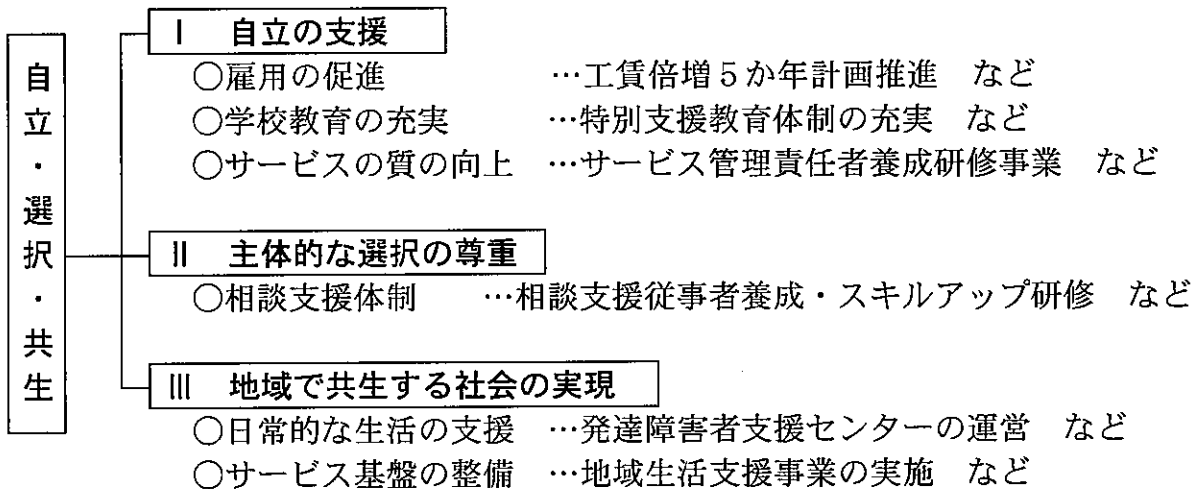 自立・選択・共生
Ⅰ 自立の支援
○雇用の促進 …工賃倍増5か年計画推進 など
○学校教育の充実 …特別支援教育体制の充実 など
○サービスの質の向上 …サービス管理責任者養成研修事業 など
Ⅱ 主体的な選択の尊重
○相談支援体制 …相談支援従事者養成・スキルアップ研修 など
Ⅲ 地域で共生する社会の実現
○日常的な生活の支援 …発達障害者支援センターの運営 など
○サービス基盤の整備 …地域生活支援事業の実施 など